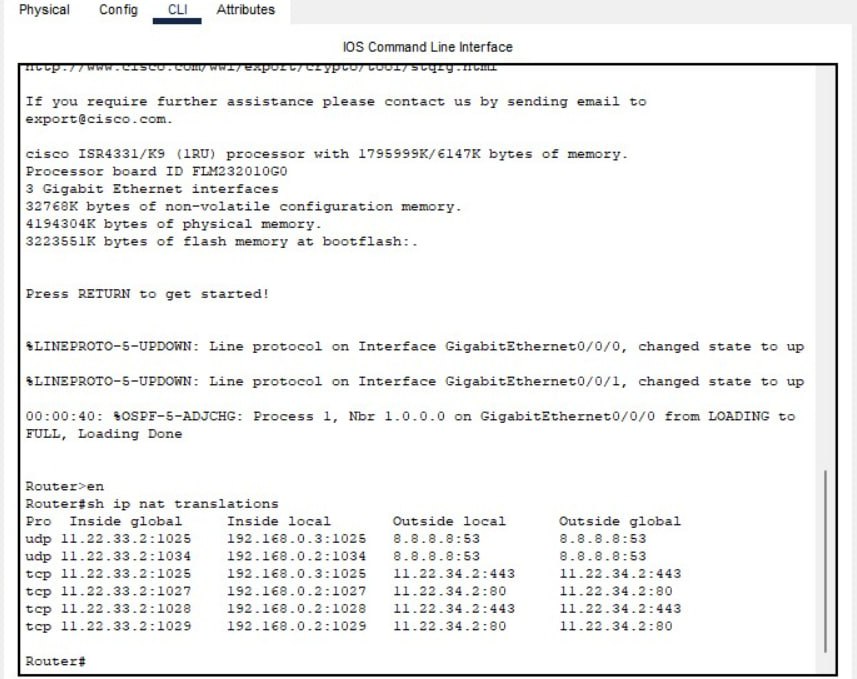 Physical Config CLI Attributes
IOS Command Line Interface
http://www.cisco.com/wwl/export/crypto/tool/stqrg.html
If you require further assistance please contact us by sending email to
export@cisco.com.
cisco ISR4331/K9 (1RU) processor with 1795999K/6147K bytes of memory.
Processor board ID FLM232010G0
3 Gigabit Ethernet interfaces
32768K bytes of non-volatile configuration memory.
4194304K bytes of physical memory.
3223551K bytes of flash memory at bootflash:.
Press RETURN to get started!
%LINEPROTO-5-UPDOWN: Line protocol on Interface GigabitEthernet0/0/0, changed state to up
%LINEPROTO-5-UPDOWN: Line protocol on Interface GigabitEthernet0/0/1, changed state to up
00:00:40: %OSPF-5-ADJCHG: Process 1, Nbr 1.0.0.0 on GigabitEthernet0/0/0 from LOADING to
FULL, Loading Done
Router>en
Router#sh ip nat translations
Pro Inside global Inside local Outside local Outside global
udp 11.22.33.2:1025 192.168.0.3:1025 8.8.8.8:53 8.8.8.8:53
udp 11.22.33.2:1034 192.168.0.2:1034 8.8.8.8:53 8.8.8.8:53
tcp 11.22.33.2:1025 192.168.0.3:1025 11.22.34.2:443 11.22.34.2:443
tcp 11.22.33.2:1027 192.168.0.2:1027 11.22.34.2:80 11.22.34.2:80
tcp 11.22.33.2:1028 192.168.0.2:1028 11.22.34.2:443 11.22.34.2:443
tcp 11.22.33.2:1029 192.168.0.2:1029 11.22.34.2:80 11.22.34.2:80
Router#